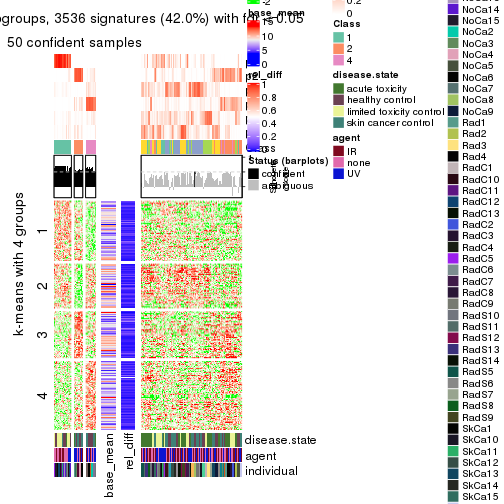 groups, 3536 signatures (42.0%) with f
50 confident samples
k-means with 4 groups
1
2
3
4
base_mean
rel_diff
disease.state
agent
individual
-2
base_mean
15
10
5
0
rel_diff
1
0.8
0.6
0.4
0.2
0
Status (barplots)
confident
ambiguous
0.2
0
Class
1
2
4
disease.state
acute toxicity
healthy control
limited toxicity control
skin cancer control
agent
IR
none
UV
NoCa14
NoCa15
NoCa2
NoCa3
NoCa4
NoCa5
NoCa6
NoCa7
NoCa8
NoCa9
Rad1
Rad2
Rad3
Rad4
RadC1
RadC10
RadC11
RadC12
RadC13
RadC2
RadC3
RadC4
RadC5
RadC6
RadC7
RadC8
RadC9
RadS10
RadS11
RadS12
RadS13
RadS14
RadS5
RadS6
RadS7
RadS8
RadS9
SkCa1
SkCa10
SkCa11
SkCa12
SkCa13
SkCa14
SkCa15